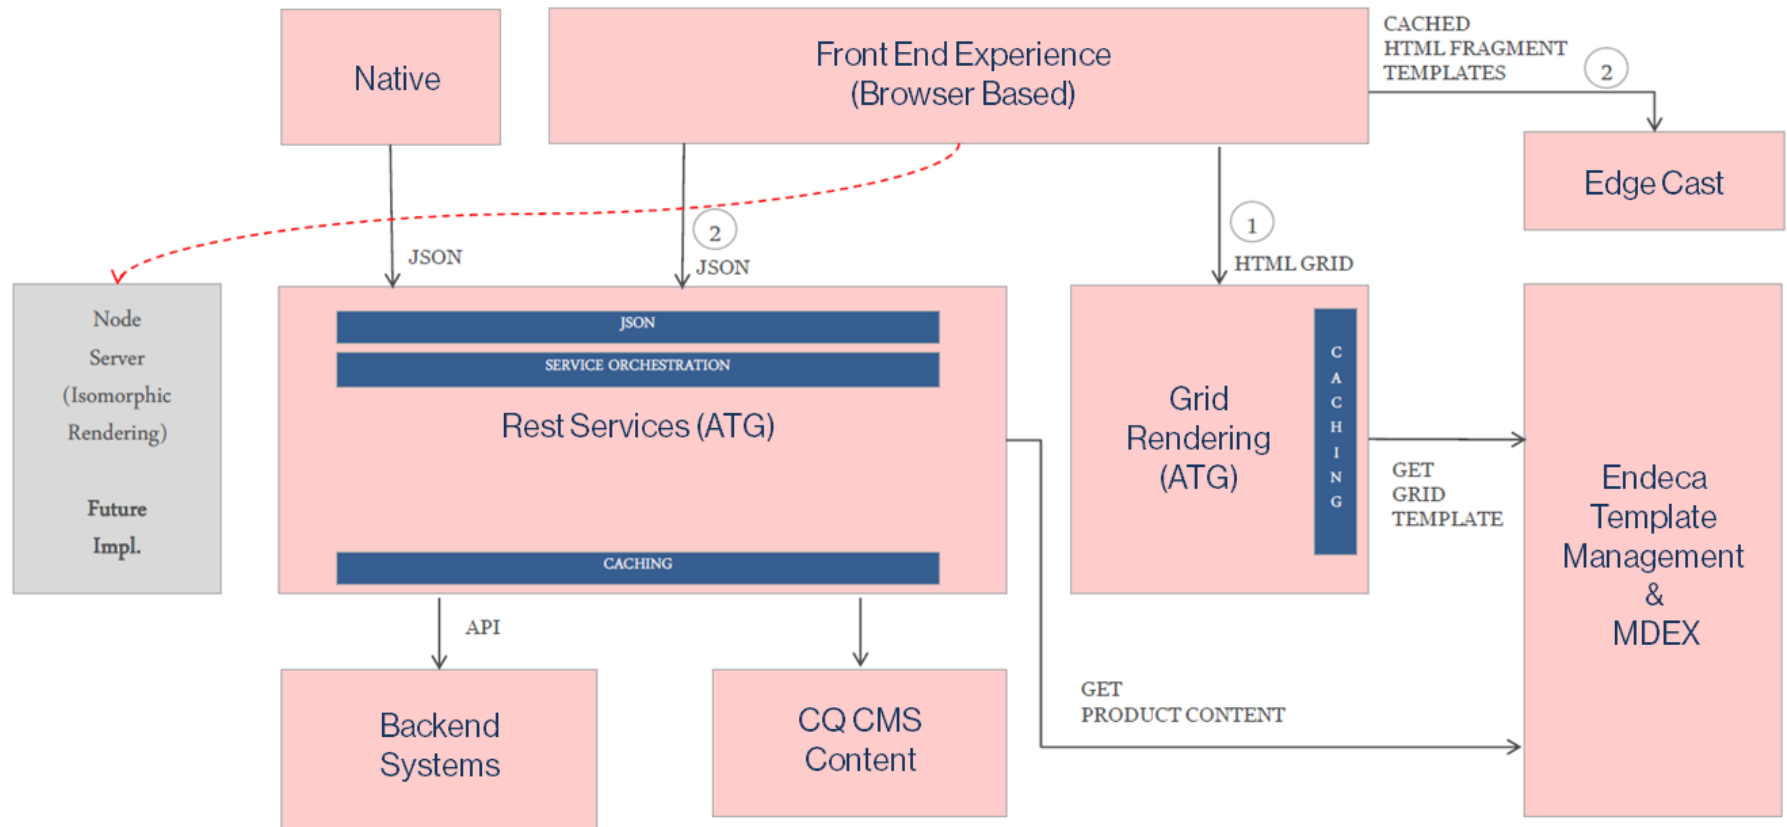 Native
Front End Experience
(Browser Based)
CACHED
HTML FRAGMENT
TEMPLATES
2
Edge Cast
JSON
2
JSON
1
HTML GRID
Node
Server
(Isomorphic
Rendering)
Future
Impl.
JSON
SERVICE ORCHESTRATION
Rest Services (ATG)
CACHING
Grid
Rendering
(ATG)
CACHING
GET
GRID
TEMPLATE
Endeca
Template
Management
&
MDEX
API
Backend
Systems
CQ CMS
Content
GET
PRODUCT CONTENT